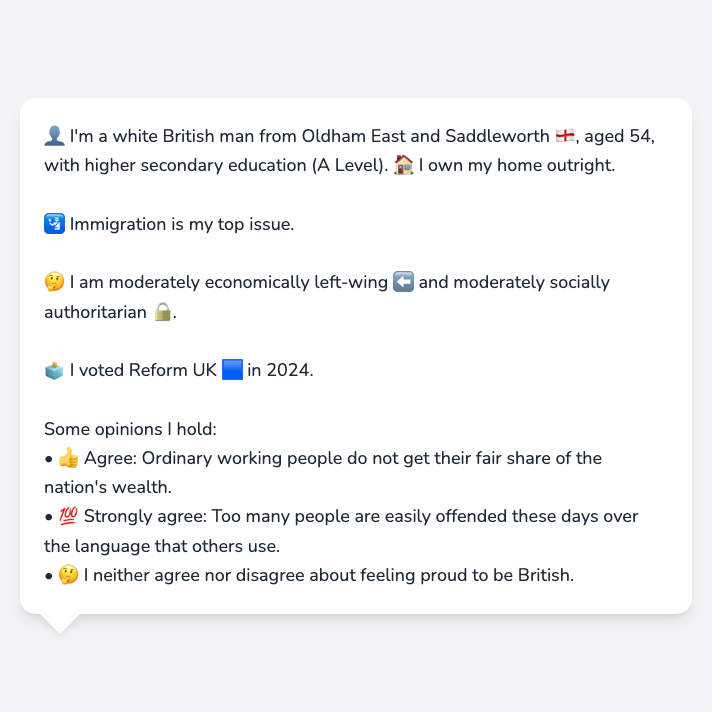 👤 I'm a white British man from Oldham East and Saddleworth 🏴󠁧󠁢󠁥󠁮󠁧󠁿, aged 54,
with higher secondary education (A Level). 🏠 I own my home outright.
🛂 Immigration is my top issue.
🤔 I am moderately economically left-wing ⬅️ and moderately socially
authoritarian 🔒.
🗳️ I voted Reform UK 🟦 in 2024.
Some opinions I hold:
• 👍 Agree: Ordinary working people do not get their fair share of the
nation's wealth.
• 💯 Strongly agree: Too many people are easily offended these days over
the language that others use.
• 🤔 I neither agree nor disagree about feeling proud to be British.